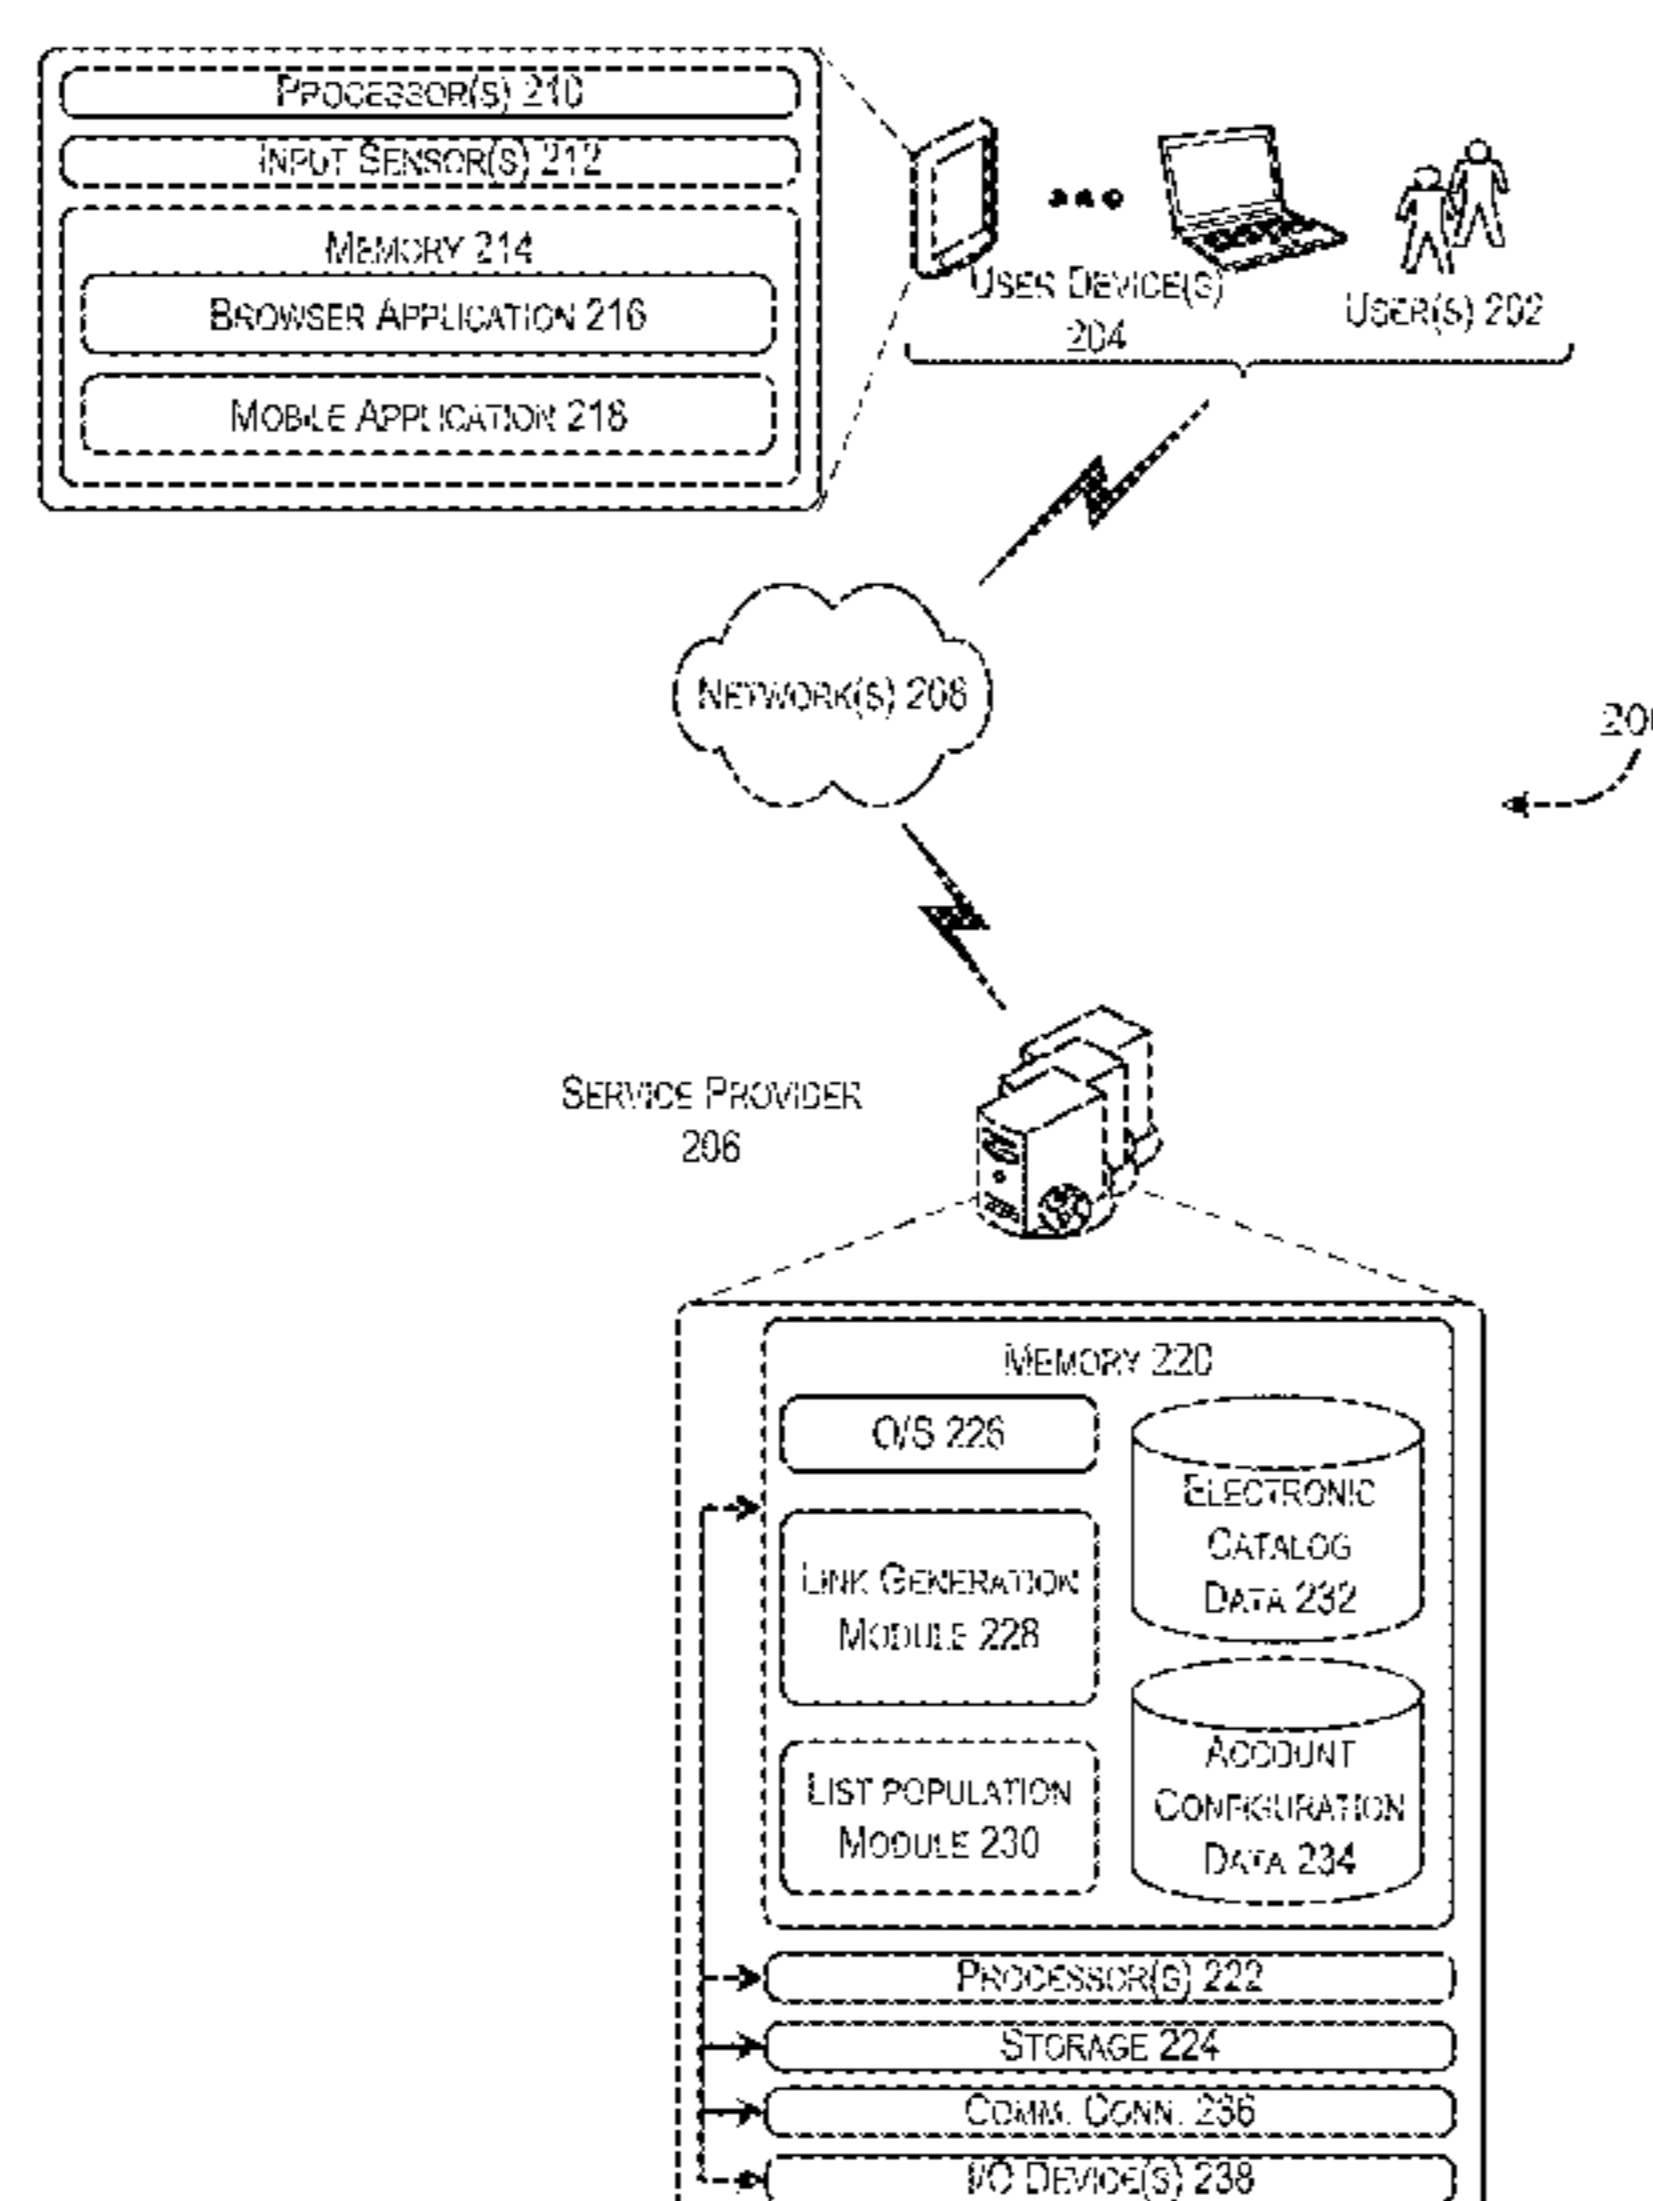 PROCESSOR(S) 210
INPUT SENSOR(S) 212
MEMORY 214
BROWSER APPLICATION 216
MOBILE APPLICATION 218
USER DEVICE(S)
204
USER(S) 202
NETWORK(S) 208
200
SERVICE PROVIDER
206
MEMORY 220
O/S 226
LINK GENERATION
MODULE 228
LIST POPULATION
MODULE 230
ELECTRONIC
CATALOG
DATA 232
ACCOUNT
CONFIGURATION
DATA 234
PROCESSOR(S) 222
STORAGE 224
COMM. CONN. 236
I/O DEVICE(S) 238